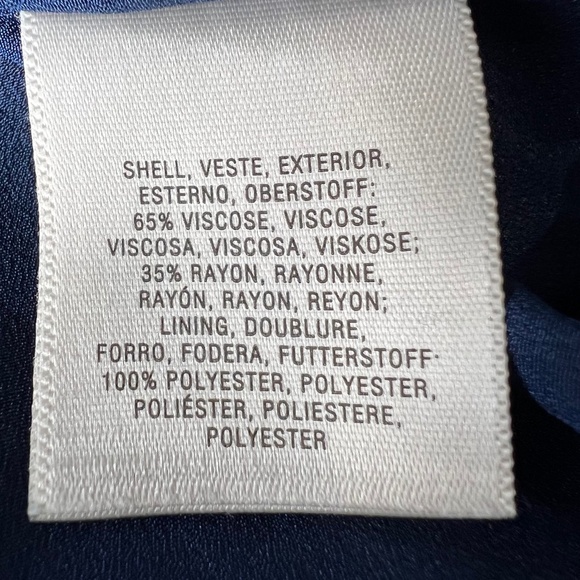 SHELL, VESTE, EXTERIOR,
ESTERNO, OBERSTOFF:
65% VISCOSE, VISCOSE,
VISCOSA, VISCOSA, VISKOSE;
35% RAYON, RAYONNE,
RAYÓN, RAYON, REYON;
LINING, DOUBLURE,
FORRO, FODERA, FUTTERSTOFF:
100% POLYESTER, POLYESTER,
POLIÉSTER, POLIESTERE,
POLYESTER